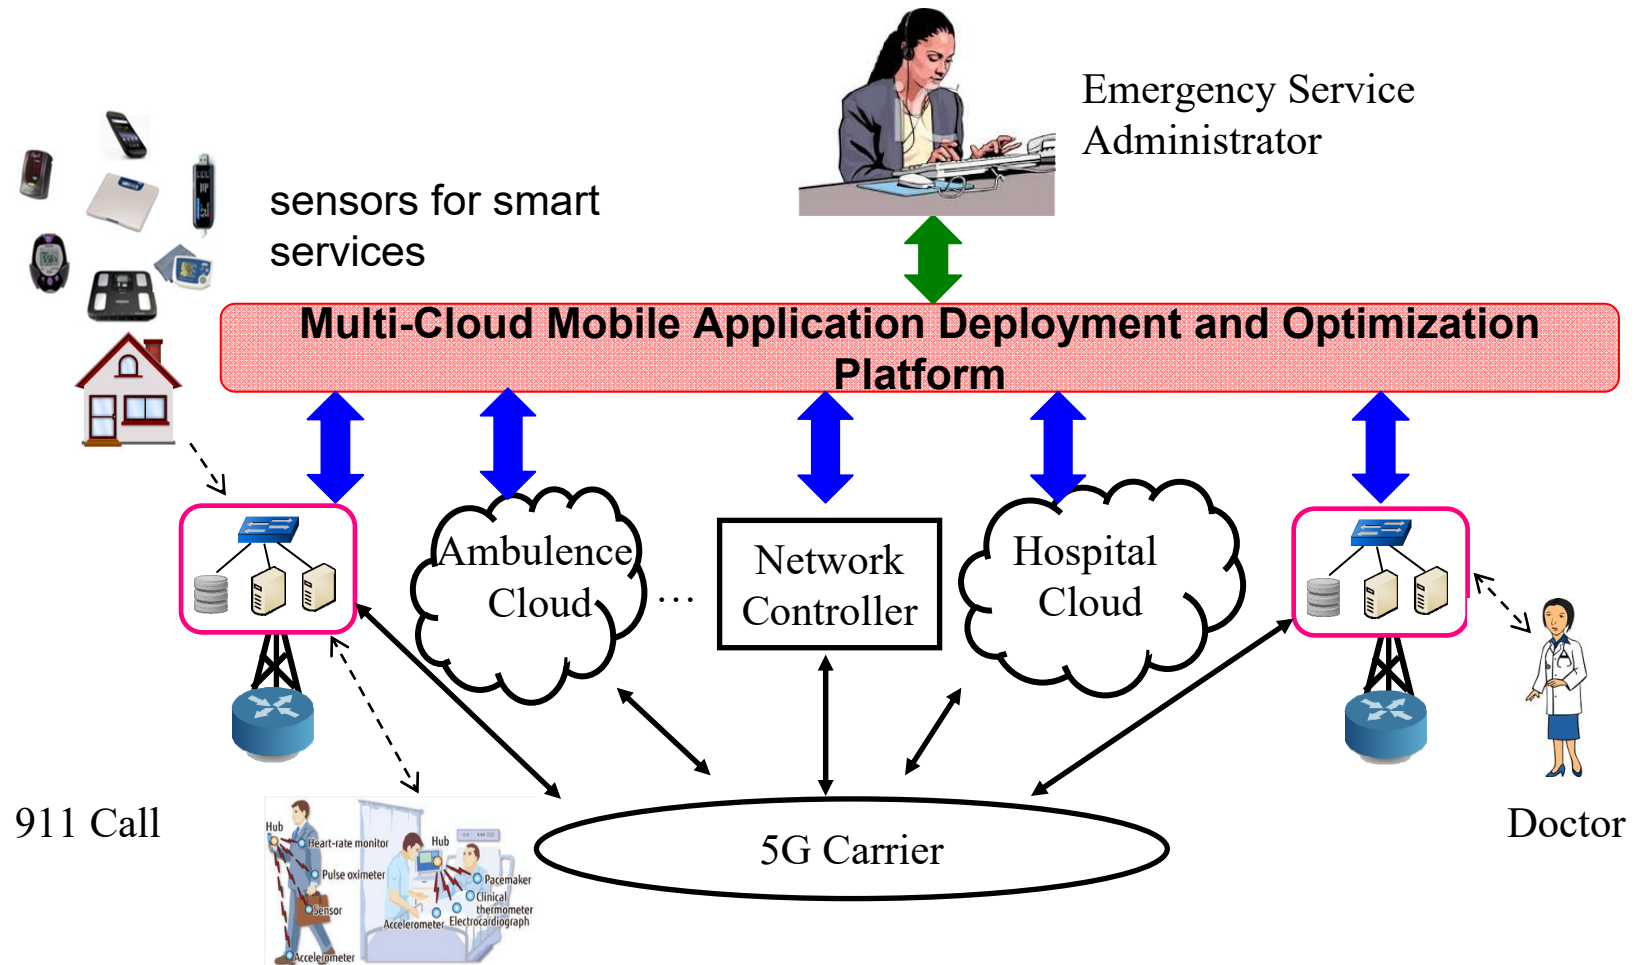 Emergency Service
Administrator
sensors for smart
services
Multi-Cloud Mobile Application Deployment and Optimization
Platform
Ambulence
Cloud
...
Network
Controller
Hospital
Cloud
911 Call
Doctor
5G Carrier
Hub
Heart-rate monitor
Pulse oximeter
Sensor
Accelerometer
Hub
Pacemaker
Clinical
thermometer
Electrocardiograph
Accelerometer